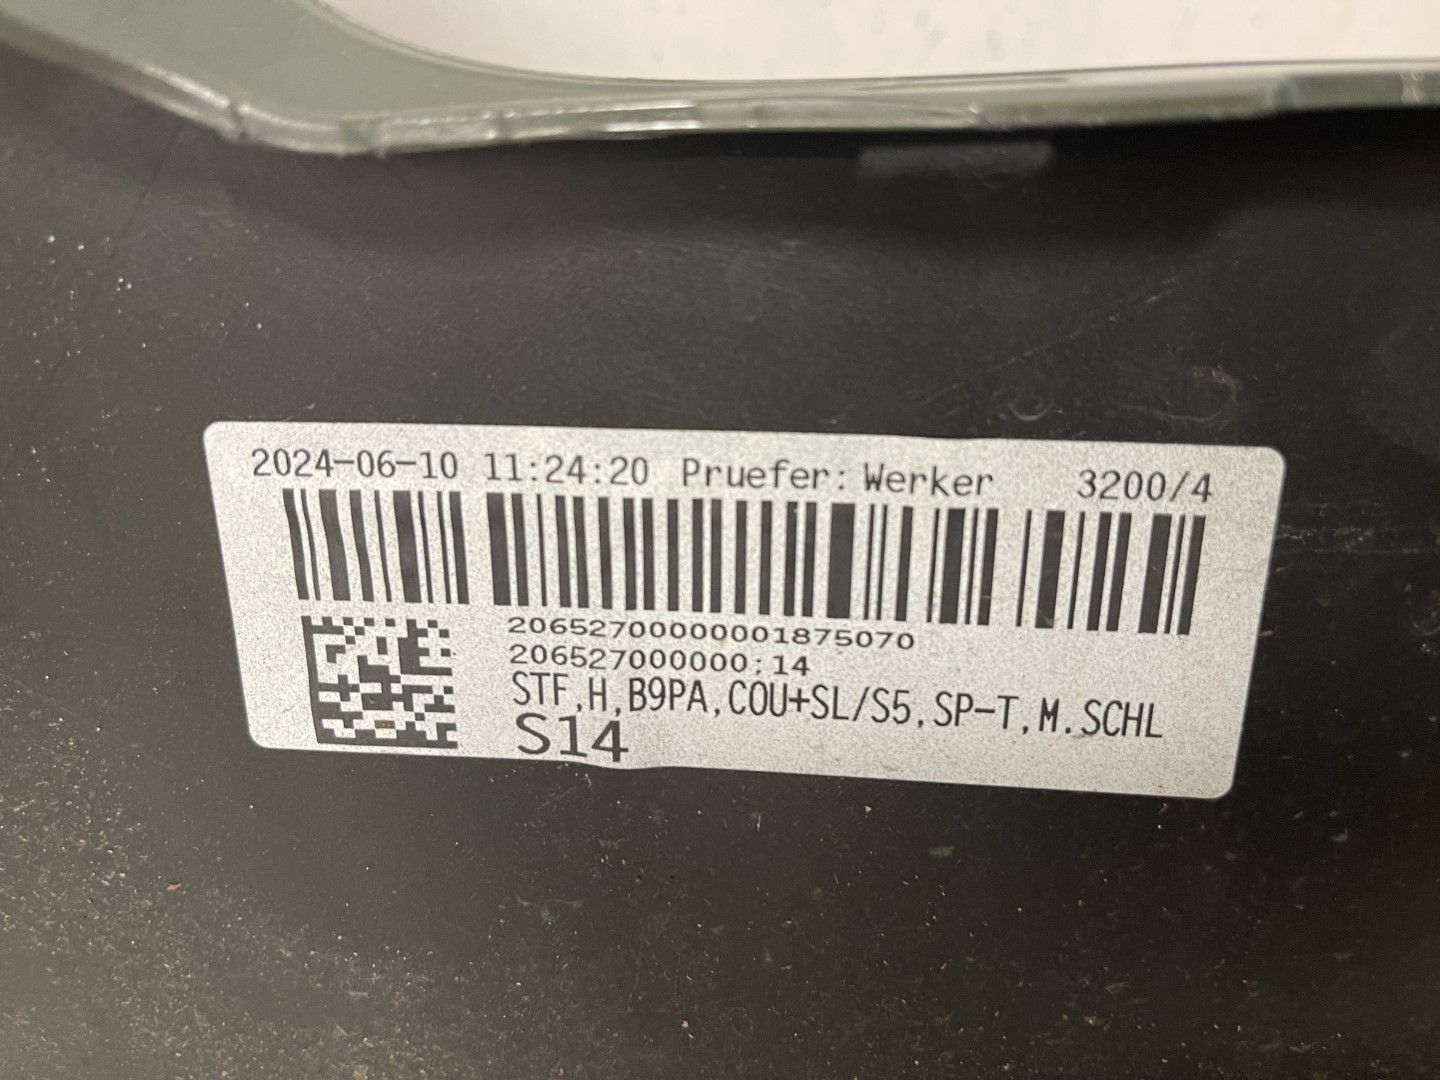 2024-06-10 11:24:20 Pruefer: Werker 3200/4
20652700000001875070
206527000000:14
STF,H,B9PA,COU+SL/S5,SP-T,M.SCHL
S14